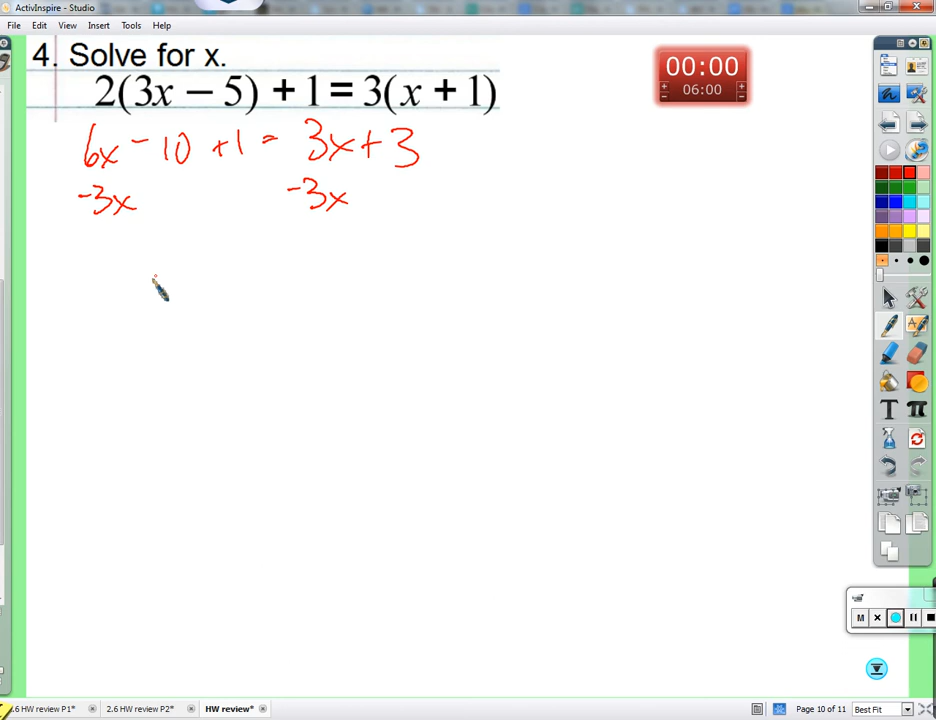 ActivInspire - Studio
File Edit View Insert Tools Help
4. Solve for x.
2(3x − 5) + 1 = 3(x + 1)
6x - 10 + 1 = 3x + 3
-3x -3x
00:00
06:00
T π
M
2.6 HW review P1* 2.6 HW review P2* HW review* Page 10 of 11 Best Fit